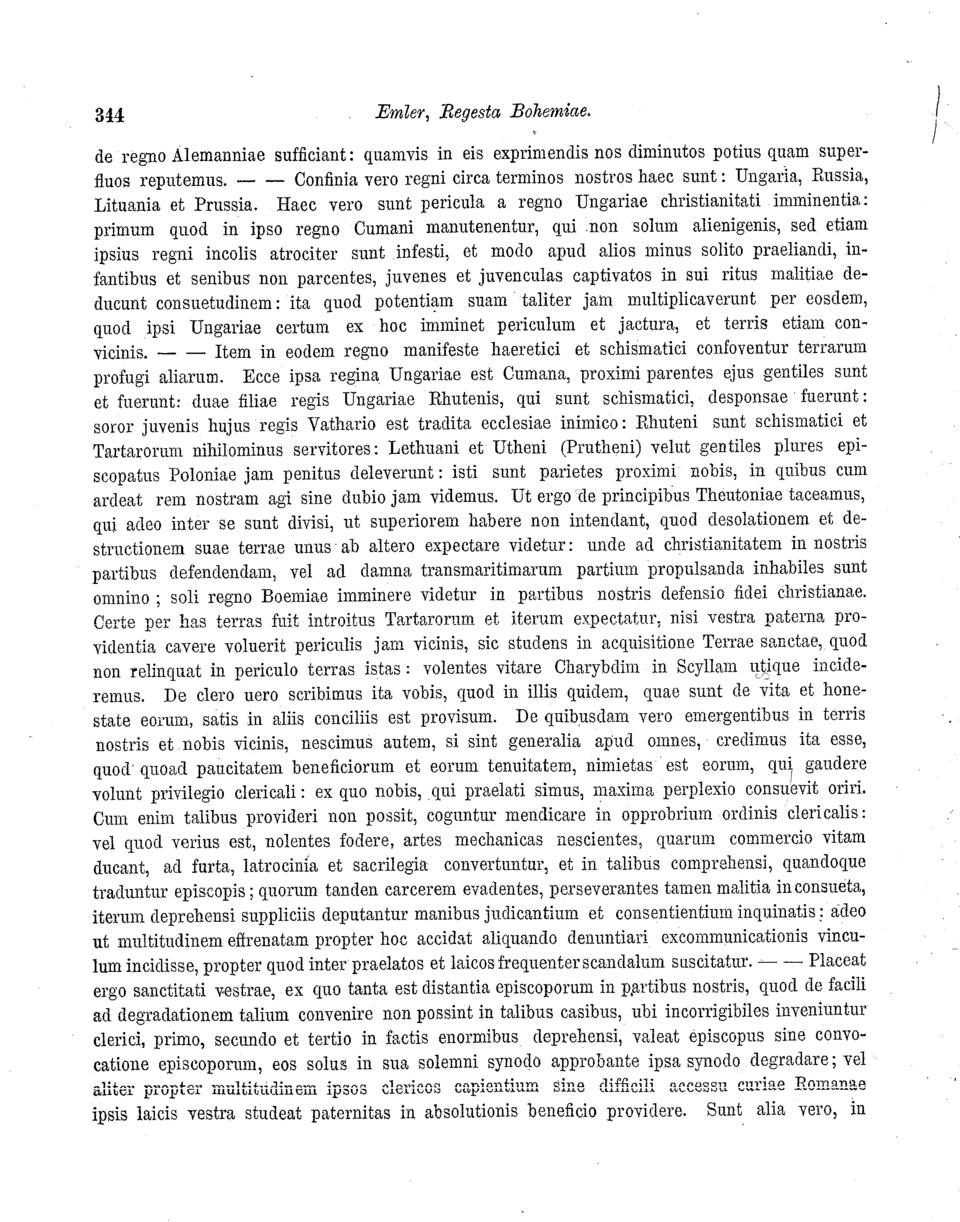 344
Emler, Regesta Bohemiae.
de regno Alemanniae sufficiant: quamvis in eis exprimendis nos diminutos potius quam super-
fluos reputemus. — — Confinia vero regni circa terminos nostros haec sunt: Ungaria, Russia,
Lituania et Prussia. Haec vero sunt pericula a regno Ungariae christianitati imminentia:
primum quod in ipso regno Cumani manutenentur, qui non solum alienigenis, sed etiam
ipsius regni incolis atrociter sunt infesti, et modo apud alios minus solito praeliandi, in-
fantibus et senibus non parcentes, juvenes et juvenculas captivatos in sui ritus malitiae de-
ducunt consuetudinem: ita quod potentiam suam taliter jam multiplicaverunt per eosdem,
quod ipsi Ungariae certum ex hoc imminet periculum et jactura, et terris etiam con-
vicinis. — — Item in eodem regno manifeste haeretici et schismatici confoventur terrarum
profugi aliarum. Ecce ipsa regina Ungariae est Cumana, proximi parentes ejus gentiles sunt
et fuerunt: duae filiae regis Ungariae Rhutenis, qui sunt schismatici, desponsae fuerunt:
soror juvenis hujus regis Vathario est tradita ecclesiae inimico: Rhuteni sunt schismatici et
Tartarorum nihilominus servitores: Lethuani et Utheni (Prutheni) velut gentiles plures epi-
scopatus Poloniae jam penitus deleverunt: isti sunt parietes proximi nobis, in quibus cum
ardeat rem nostram agi sine dubio jam videmus. Ut ergo de principibus Theutoniae taceamus,
qui adeo inter se sunt divisi, ut superiorem habere non intendant, quod desolationem et de-
structionem suae terrae unus ab altero expectare videtur: unde ad christianitatem in nostris
partibus defendendam, vel ad damna transmaritimarum partium propulsanda inhabiles sunt
omnino ; soli regno Boemiae imminere videtur in partibus nostris defensio fidei christianae.
Certe per has terras fuit introitus Tartarorum et iterum expectatur, nisi vestra paterna pro-
videntia cavere voluerit periculis jam vicinis, sic studens in acquisitione Terrae sanctae, quod
non relinquat in periculo terras istas: volentes vitare Charybdim in Scyllam utique incide-
remus. De clero uero scribimus ita vobis, quod in illis quidem, quae sunt de vita et hone-
state eorum, satis in aliis conciliis est provisum. De quibusdam vero emergentibus in terris
nostris et nobis vicinis, nescimus autem, si sint generalia apud omnes, credimus ita esse,
quod quoad paucitatem beneficiorum et eorum tenuitatem, nimietas est eorum, qui gaudere
volunt privilegio clericali: ex quo nobis, qui praelati simus, maxima perplexio consuevit oriri.
Cum enim talibus provideri non possit, coguntur mendicare in opprobrium ordinis clericalis:
vel quod verius est, nolentes fodere, artes mechanicas nescientes, quarum commercio vitam
ducant, ad furta, latrocinia et sacrilegia convertuntur, et in talibus comprehensi, quandoque
traduntur episcopis; quorum tanden carcerem evadentes, perseverantes tamen malitia inconsueta,
iterum deprehensi suppliciis deputantur manibus judicantium et consentientium inquinatis: adeo
ut multitudinem effrenatam propter hoc accidat aliquando denuntiari excommunicationis vincu-
lum incidisse, propter quod inter praelatos et laicos frequenter scandalum suscitatur. — — Placeat
ergo sanctitati vestrae, ex quo tanta est distantia episcoporum in partibus nostris, quod de facili
ad degradationem talium convenire non possint in talibus casibus, ubi incorrigibiles inveniuntur
clerici, primo, secundo et tertio in factis enormibus deprehensi, valeat episcopus sine convo-
catione episcoporum, eos solus in sua solemni synodo approbante ipsa synodo degradare; vel
aliter propter multitudinem ipsos clericos capientium sine difficili accessu curiae Romanae
ipsis laicis vestra studeat paternitas in absolutionis beneficio providere. Sunt alia vero, in